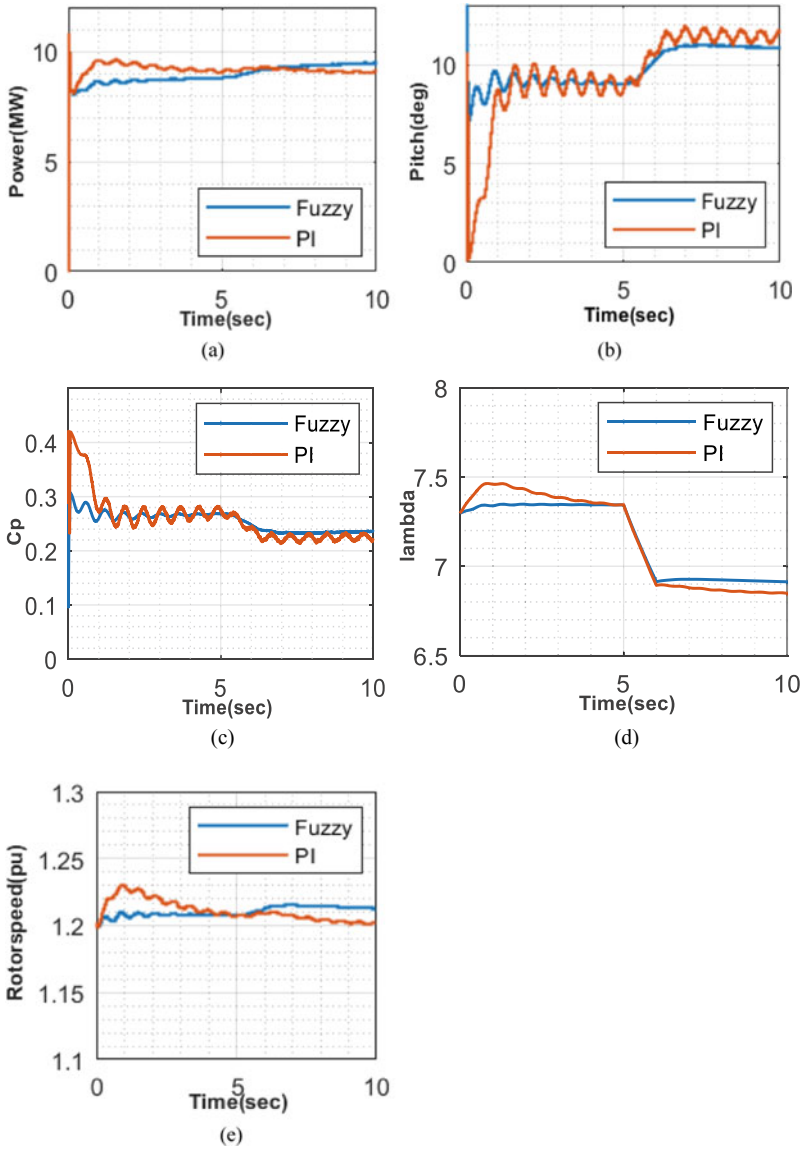 10
5
0
Power(MW)
Fuzzy
PI
0
5
10
Time(sec)
(a)
10
5
0
Pitch(deg)
Fuzzy
PI
0
5
10
Time(sec)
(b)
0.4
0.3
0.2
0.1
0
Cp
Fuzzy
PI
0
5
10
Time(sec)
(c)
8
7.5
7
6.5
lambda
Fuzzy
PI
0
5
10
Time(sec)
(d)
1.3
1.25
1.2
1.15
1.1
Rotorspeed(pu)
Fuzzy
PI
0
5
10
Time(sec)
(e)